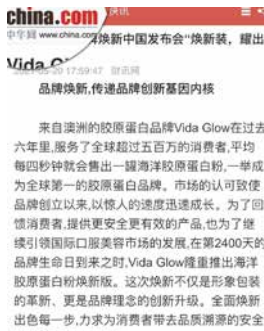 china.com
中华网 www.china.com
焕新中国发布会“焕新装，耀出
Vida G
-20 17:59:47 财讯网
品牌焕新,传递品牌创新基因内核
来自澳洲的胶原蛋白品牌Vida Glow在过去
六年里,服务了全球超过五百万的消费者,平均
每四秒钟就会售出一罐海洋胶原蛋白粉,一举成
为全球第一的胶原蛋白品牌。市场的认可致使
品牌创立以来,以惊人的速度迅速成长。为了回
馈消费者,提供更安全更有效的产品,也为了继
续引领国际口服美容市场的发展,在第2400天的
品牌生命日到来之时,Vida Glow隆重推出海洋
胶原蛋白粉焕新版。这次焕新不仅是形象包装
的革新、更是品牌理念的创新升级。全面焕新
出色每一步,力求为消费者带去品质溯源的安全